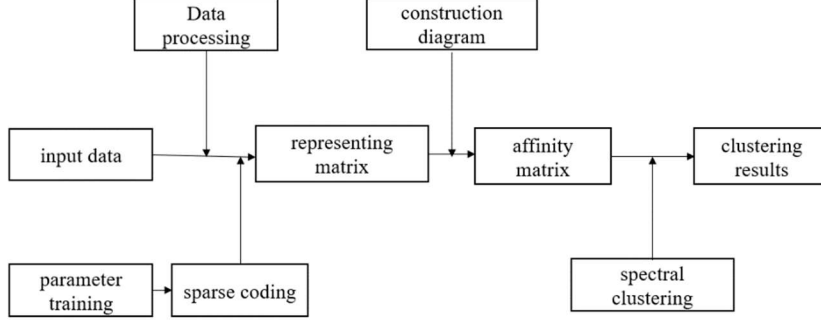 Data
processing
construction
diagram
input data
representing
matrix
affinity
matrix
clustering
results
parameter
training
sparse coding
spectral
clustering